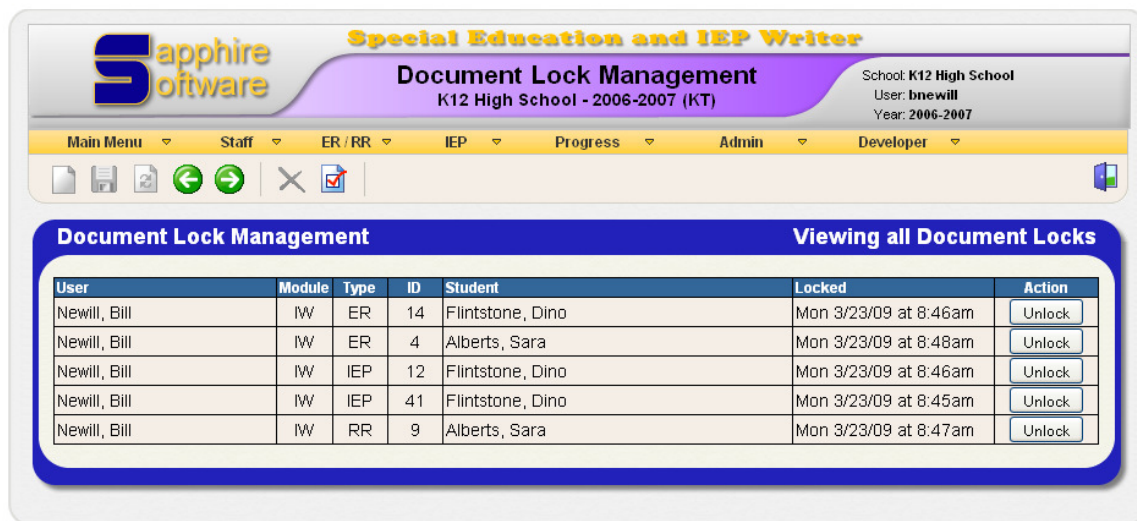 Special Education and IEP Writer
Sapphire
Software
Document Lock Management
K12 High School - 2006-2007 (KT)
School: K12 High School
User: bnewill
Year: 2006-2007
Main Menu Staff ER / RR IEP Progress Admin Developer
Document Lock Management Viewing all Document Locks
User Module Type ID Student Locked Action
Newill, Bill IW ER 14 Flintstone, Dino Mon 3/23/09 at 8:46am Unlock
Newill, Bill IW ER 4 Alberts, Sara Mon 3/23/09 at 8:48am Unlock
Newill, Bill IW IEP 12 Flintstone, Dino Mon 3/23/09 at 8:46am Unlock
Newill, Bill IW IEP 41 Flintstone, Dino Mon 3/23/09 at 8:45am Unlock
Newill, Bill IW RR 9 Alberts, Sara Mon 3/23/09 at 8:47am Unlock